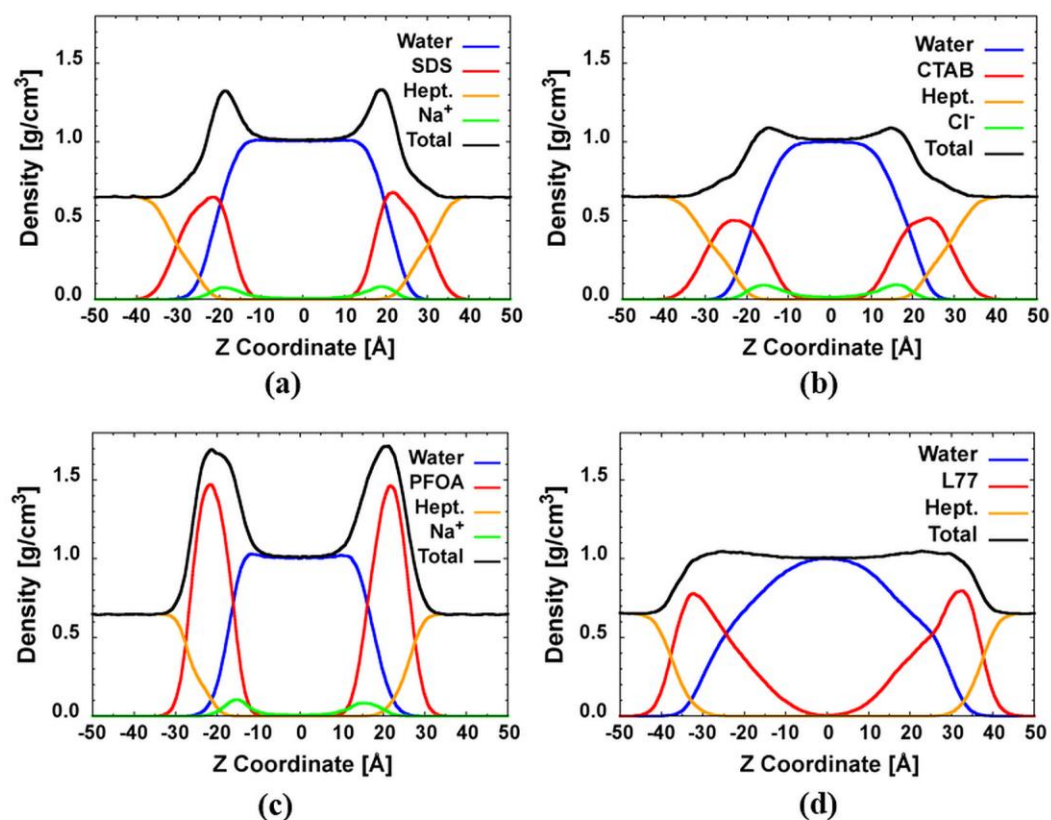 Density [g/cm³]
1.5
1.0
0.5
0.0
Water
SDS
Hept.
Na⁺
Total
-50 -40 -30 -20 -10 0 10 20 30 40 50
Z Coordinate [Å]
(a)
Density [g/cm³]
1.5
1.0
0.5
0.0
Water
CTAB
Hept.
Cl⁻
Total
-50 -40 -30 -20 -10 0 10 20 30 40 50
Z Coordinate [Å]
(b)
Density [g/cm³]
1.5
1.0
0.5
0.0
Water
PFOA
Hept.
Na⁺
Total
-50 -40 -30 -20 -10 0 10 20 30 40 50
Z Coordinate [Å]
(c)
Density [g/cm³]
1.5
1.0
0.5
0.0
Water
L77
Hept.
Total
-50 -40 -30 -20 -10 0 10 20 30 40 50
Z Coordinate [Å]
(d)